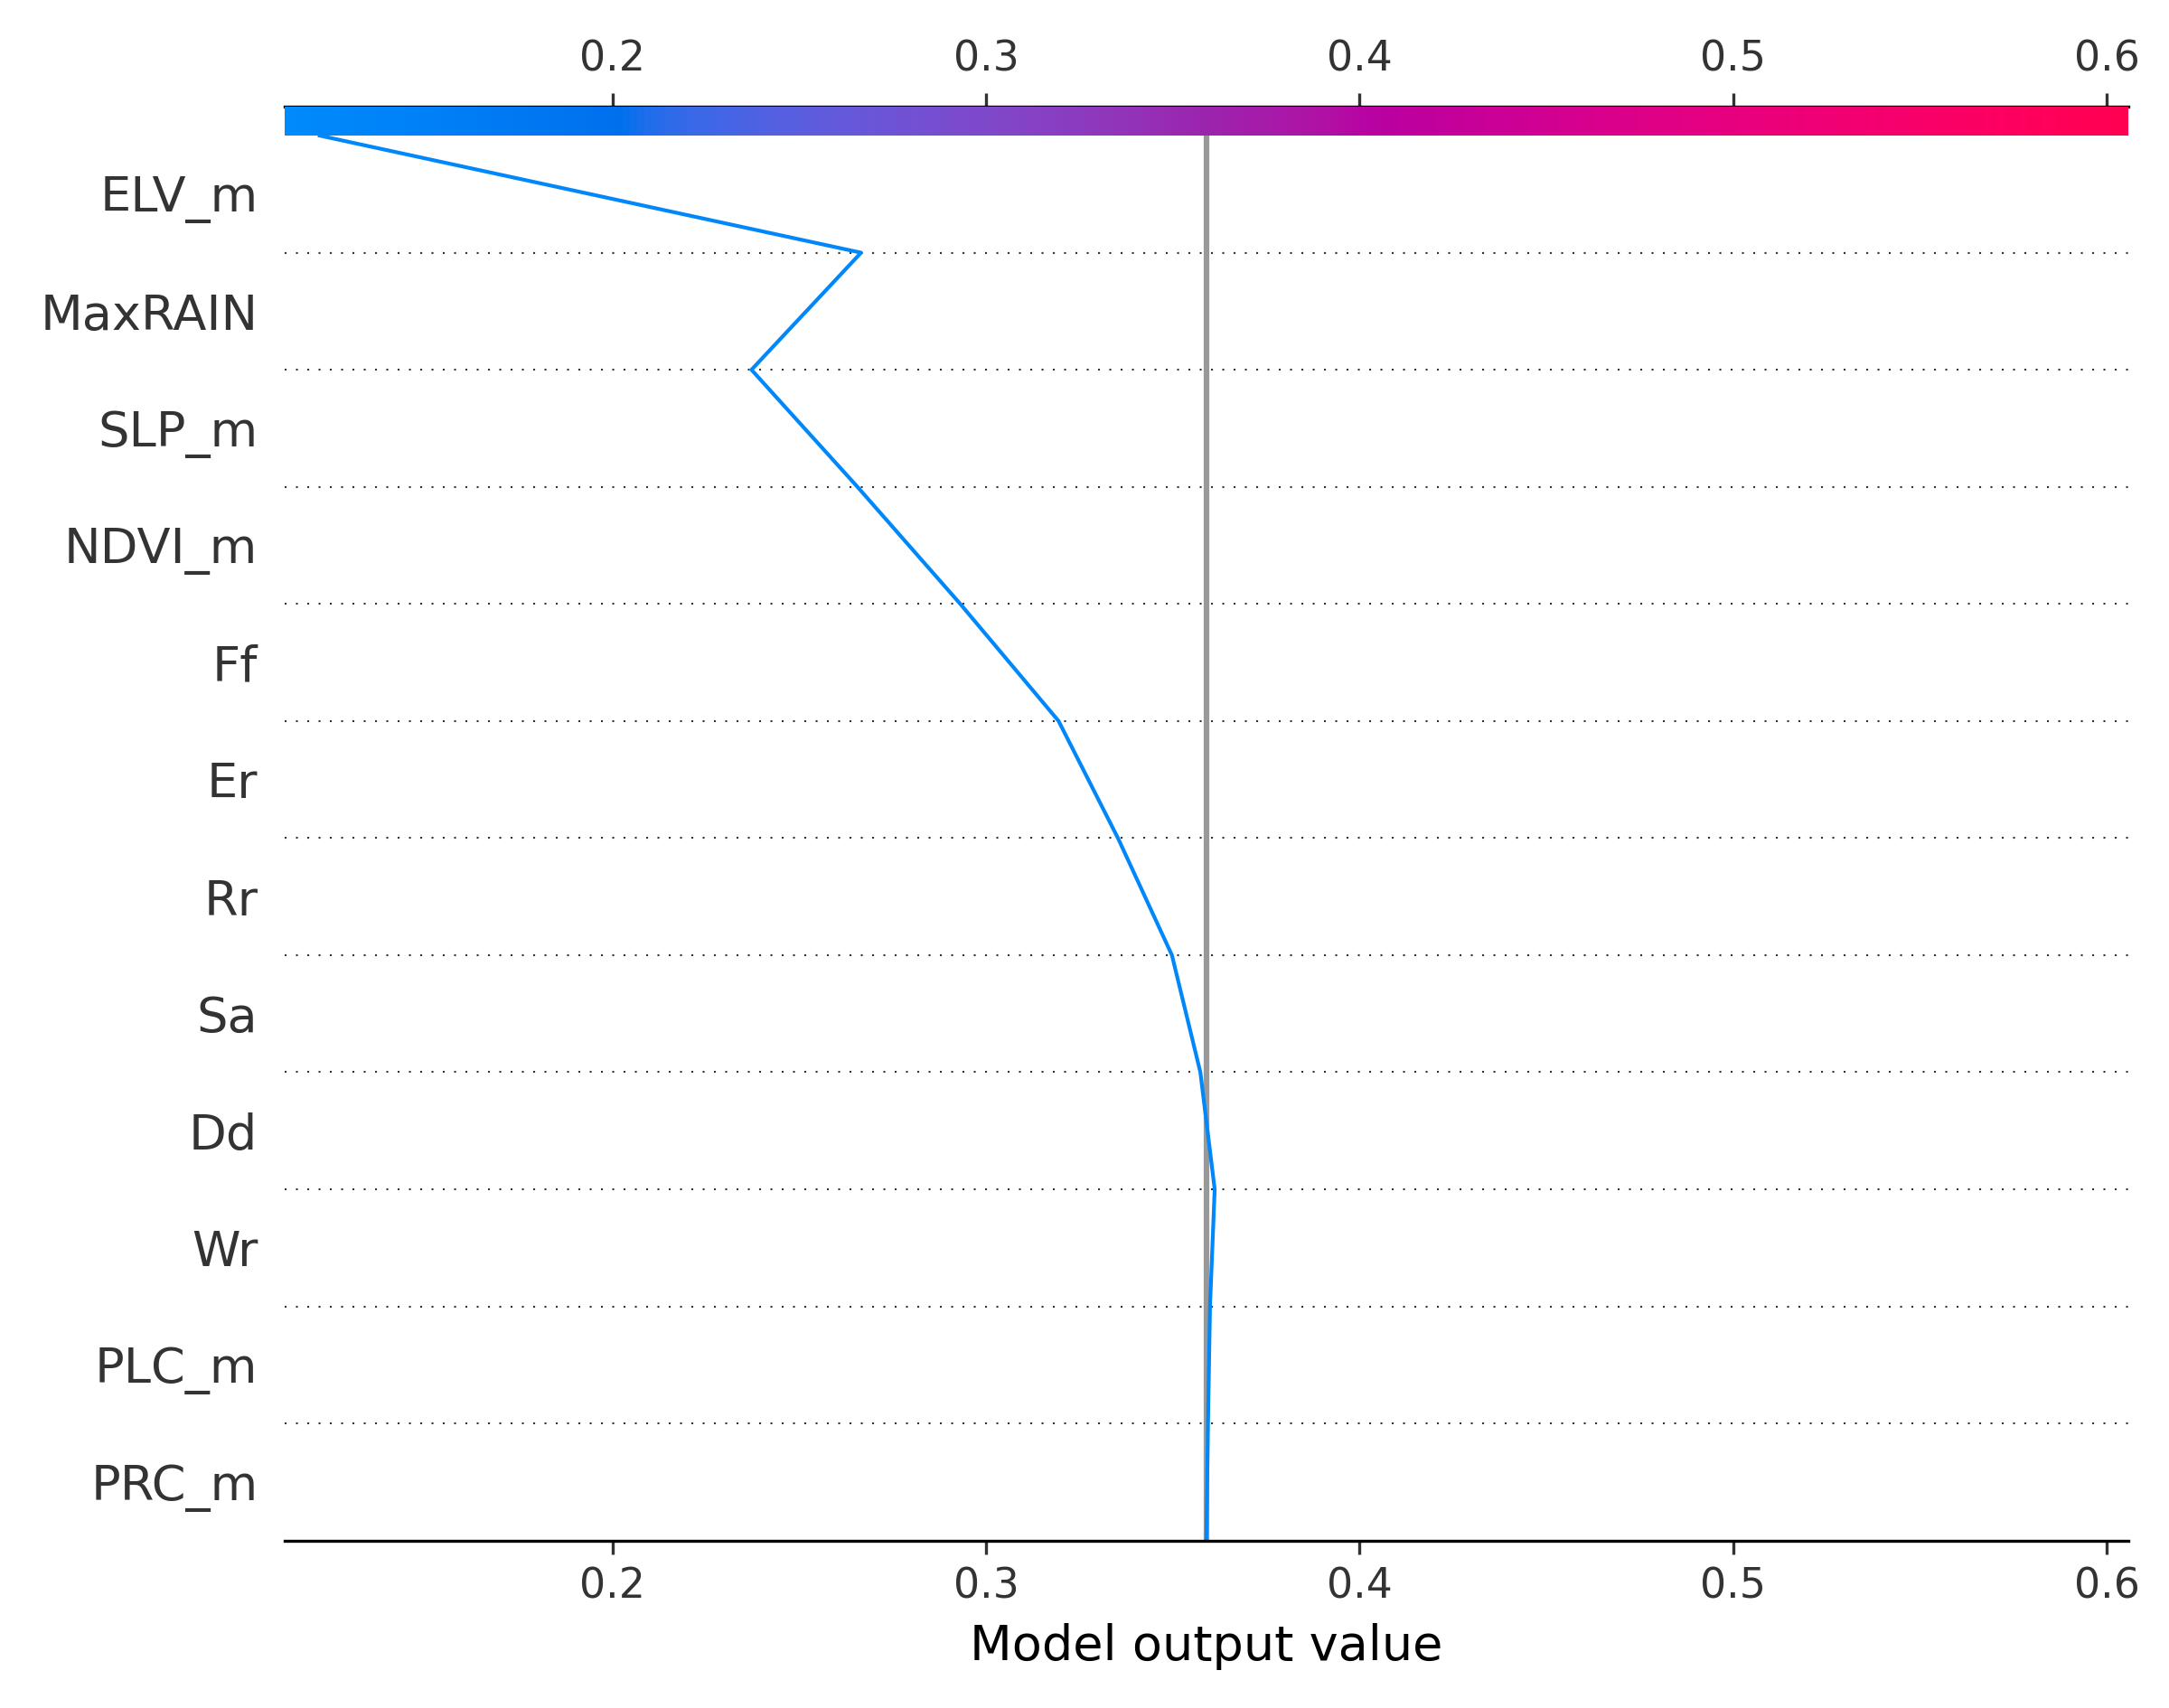 0.2 0.3 0.4 0.5 0.6
ELV_m
MaxRAIN
SLP_m
NDVI_m
Ff
Er
Rr
Sa
Dd
Wr
PLC_m
PRC_m
0.2 0.3 0.4 0.5 0.6
Model output value